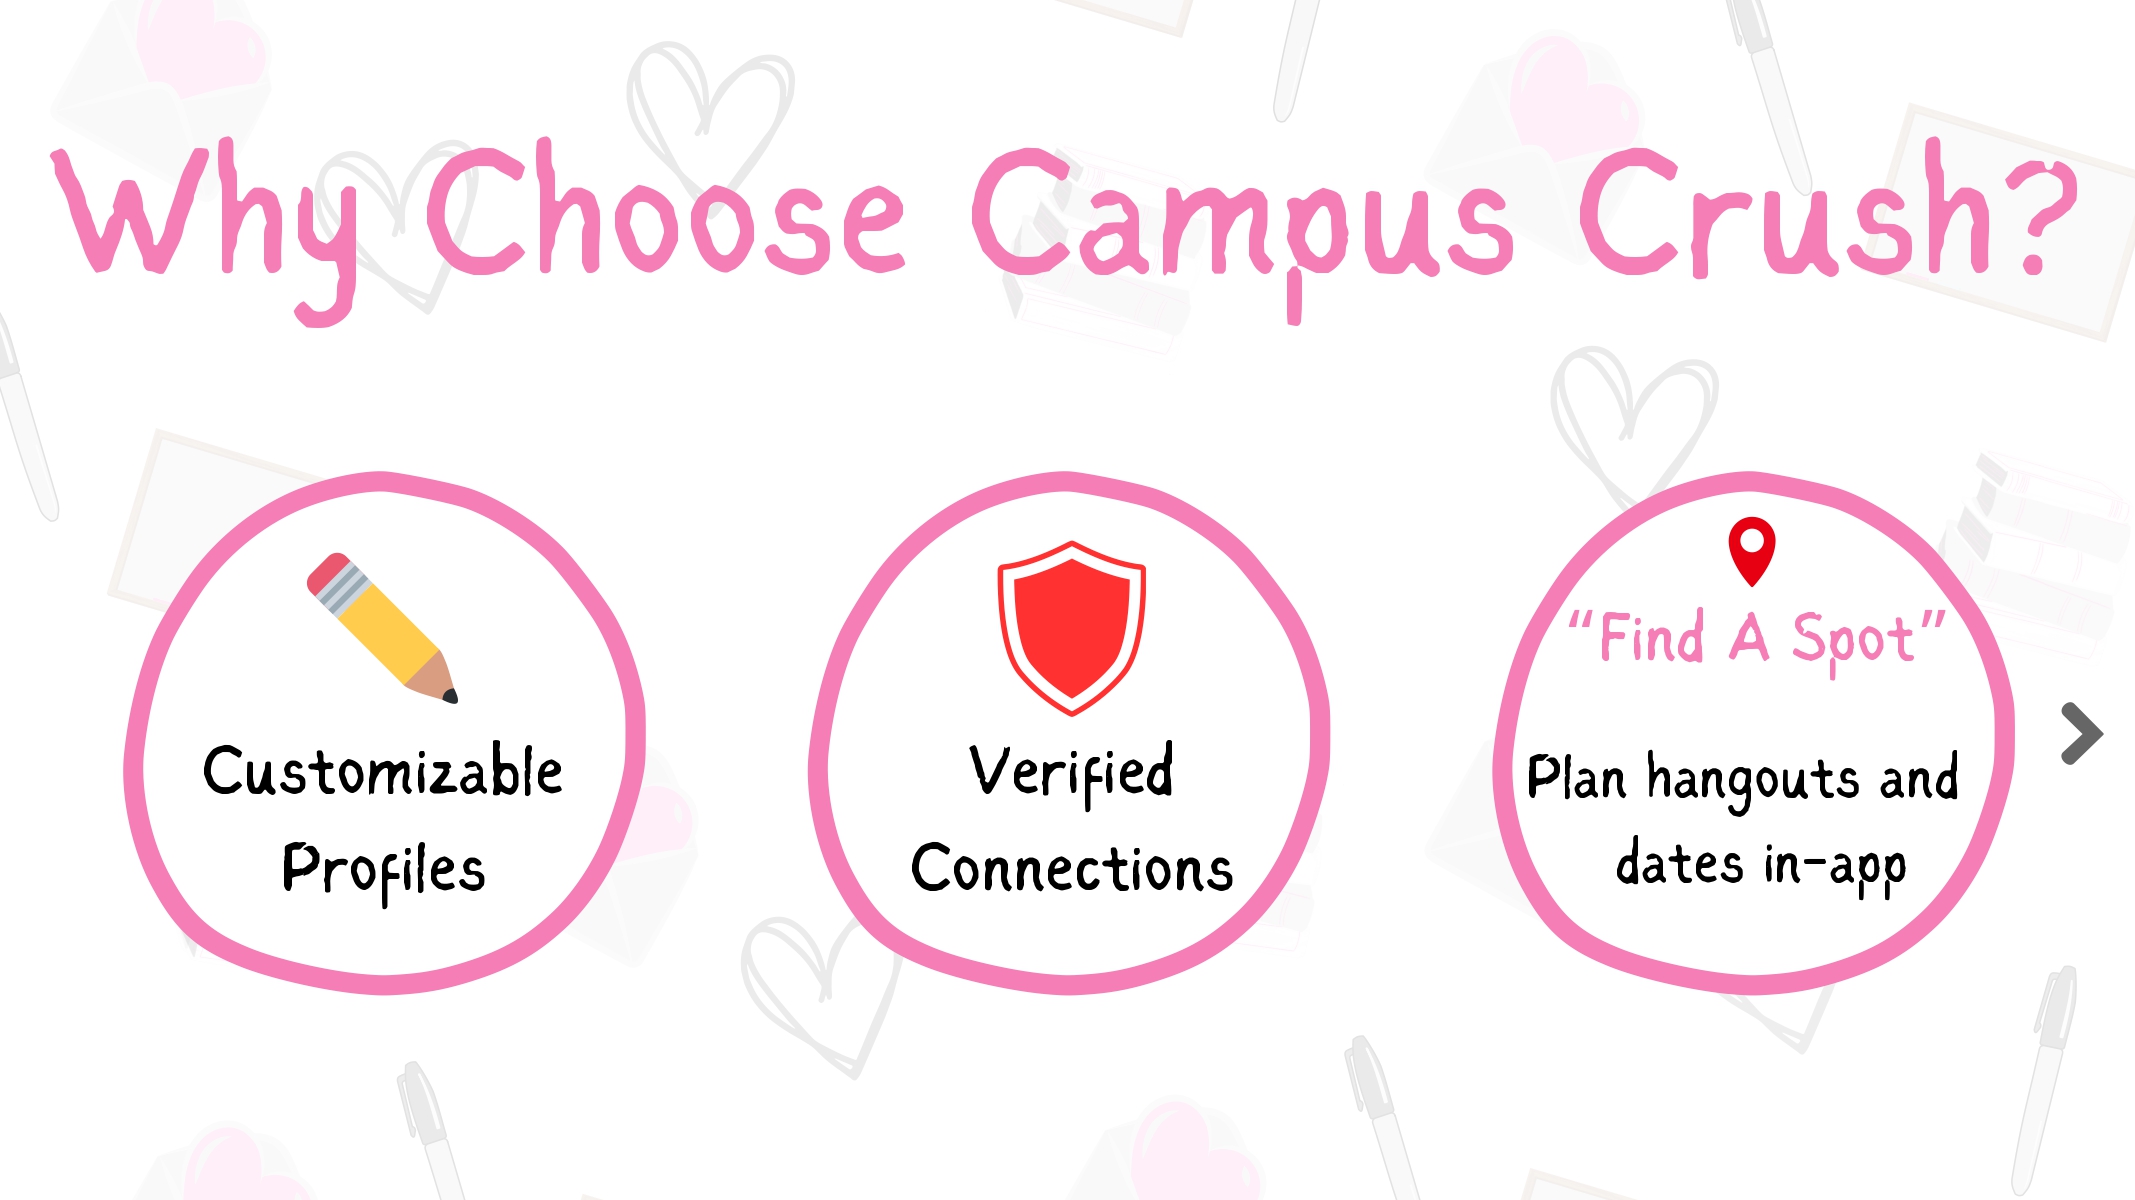 Why Choose Campus Crush?
Customizable
Profiles
Verified
Connections
“Find A Spot”
Plan hangouts and
dates in-app